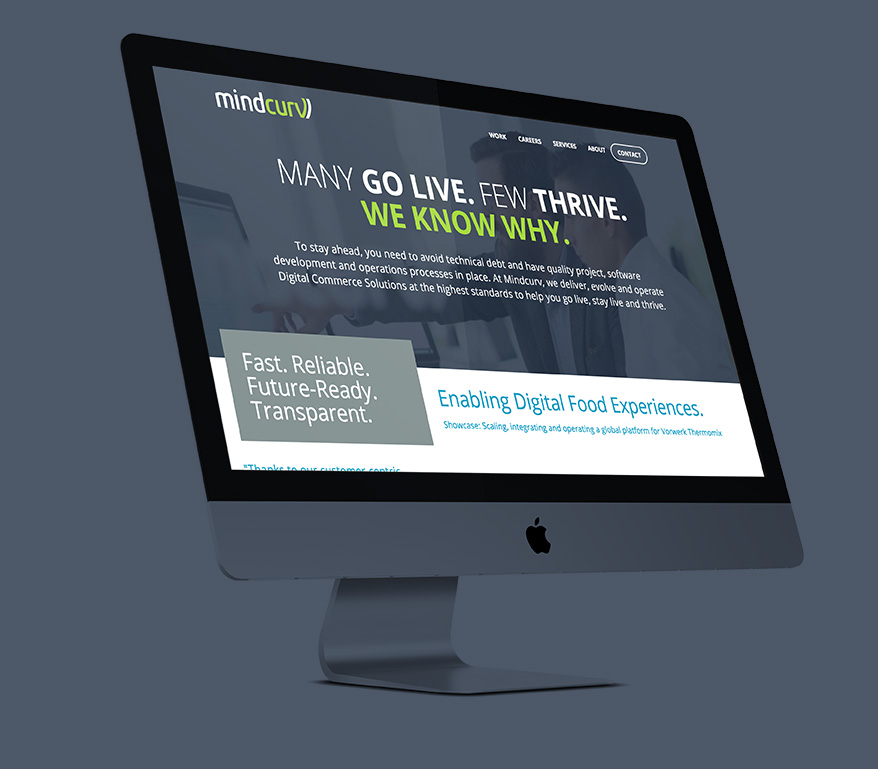 mindcurv
WORK CAREERS SERVICES ABOUT CONTACT
MANY GO LIVE. FEW THRIVE.
WE KNOW WHY.
To stay ahead, you need to avoid technical debt and have quality project, software
development and operations processes in place. At Mindcurv, we deliver, evolve and operate
Digital Commerce Solutions at the highest standards to help you go live, stay live and thrive.
Fast. Reliable.
Future-Ready.
Transparent.
Enabling Digital Food Experiences.
Showcase: Scaling, integrating and operating a global platform for Vorwerk Thermomix
"Thanks to our customer-centric